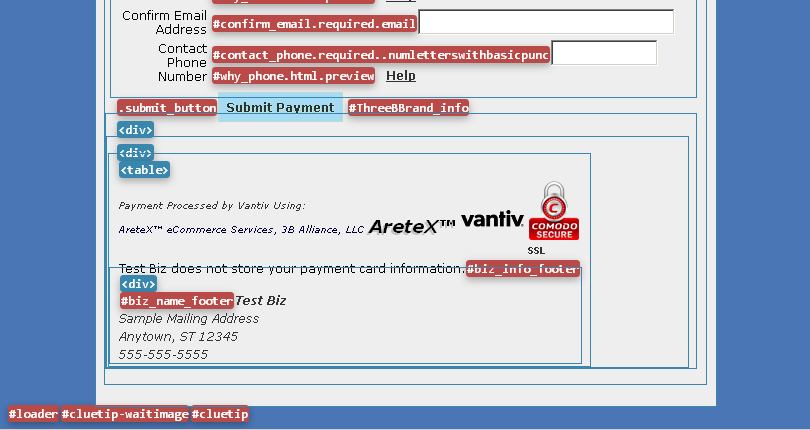 Confirm Email
Address #confirm_email.required.email
Contact
Phone #contact_phone.required..numletterswithbasicpunc
Number #why_phone.html.preview Help
.submit_button Submit Payment #ThreeBBrand_info
<div>
<div>
<table>
Payment Processed by Vantiv Using:
AreteX™ eCommerce Services, 3B Alliance, LLC AreteX™ vantiv COMODO
SECURE
SSL
Test Biz does not store your payment card information. #biz_info_footer
<div>
#biz_name_footer Test Biz
Sample Mailing Address
Anytown, ST 12345
555-555-5555
#loader #cluetip-waitimage #cluetip